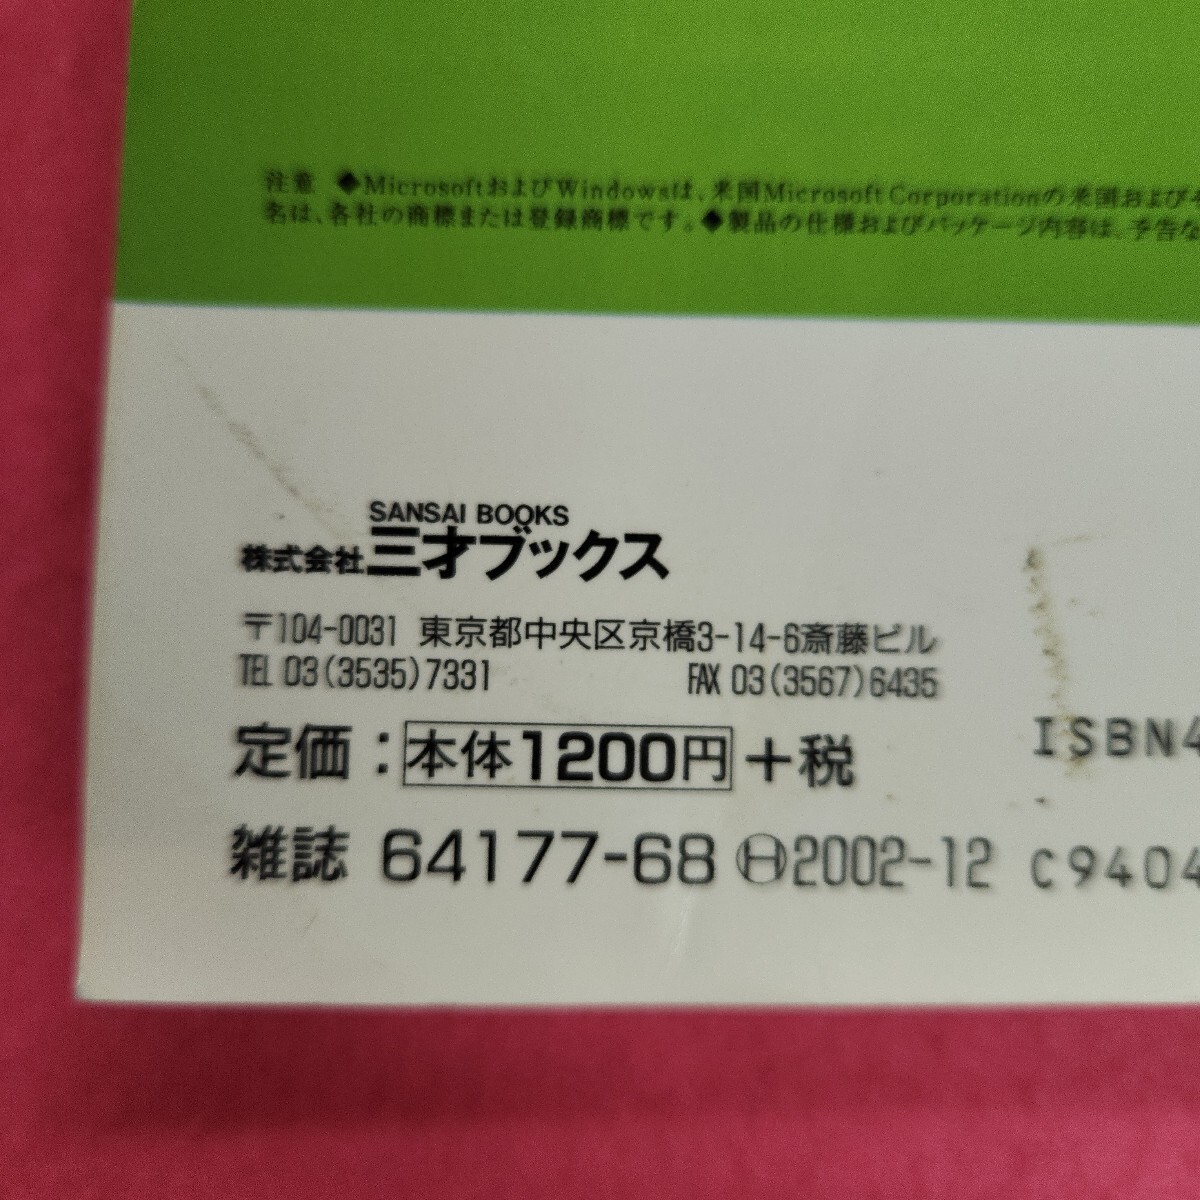 注意 ◆MicrosoftおよびWindowsは、米国Microsoft Corporationの米国およびそ
名は、各社の商標または登録商標です。◆製品の仕様およびパッケージ内容は、予告な
SANSAI BOOKS
株式会社三才ブックス
〒104-0031 東京都中央区京橋3-14-6斎藤ビル
TEL 03(3535)7331 FAX 03(3567)6435
定価：本体1200円+税
ISBN4
雑誌 64177-68 Ⓗ2002-12 C9404